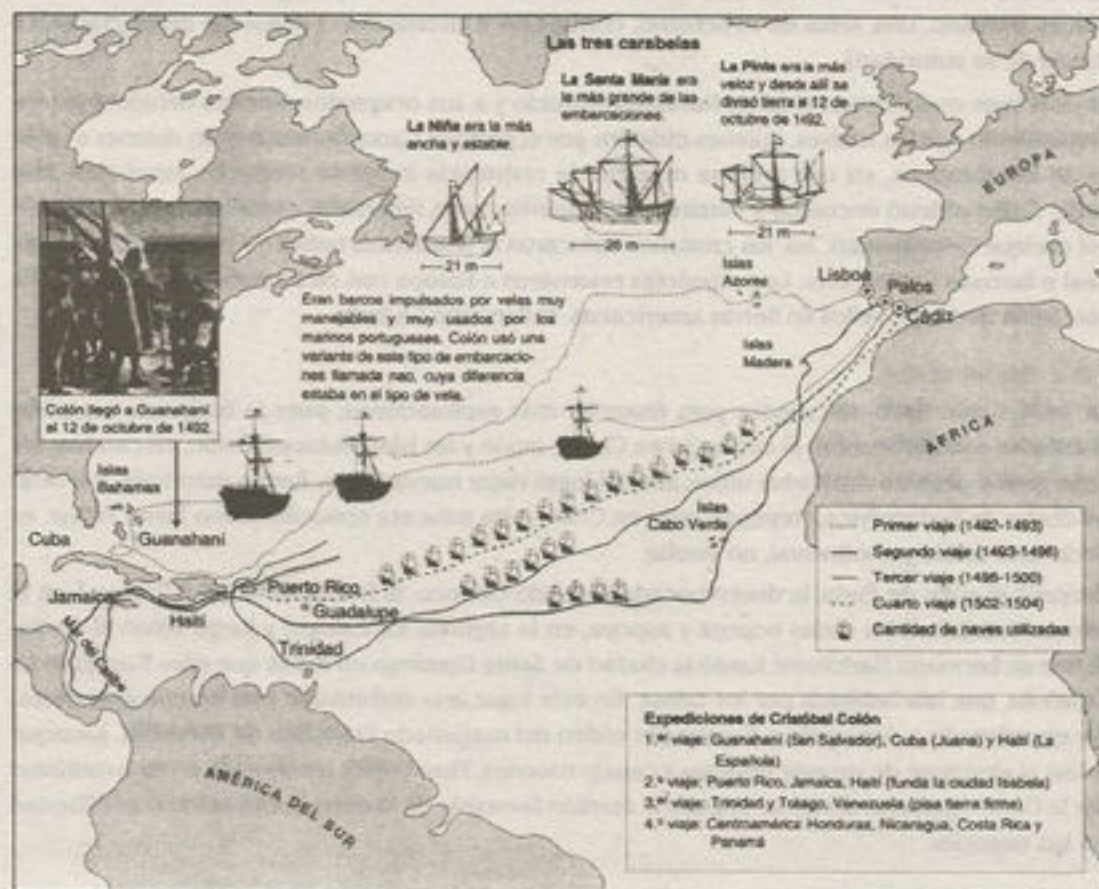 Las tres carabelas
La Niña era la más
ancha y estable.
La Santa María era
la más grande de las
embarcaciones.
La Pinta era la más
veloz y desde allí se
divisó tierra el 12 de
octubre de 1492.
21 m
26 m
21 m
Eran barcos impulsados por velas muy
manejables y muy usados por los
marinos portugueses. Colón usó una
variante de este tipo de embarcacio-
nes llamada nao, cuya diferencia
estaba en el tipo de vela.
Colón llegó a Guanahaní
el 12 de octubre de 1492.
EUROPA
Islas
Azores
Lisboa
Palos
Cádiz
Islas
Madera
ÁFRICA
Islas
Cabo Verde
Islas
Bahamas
Cuba
Guanahaní
Jamaica
Haití
Puerto Rico
Guadalupe
Trinidad
Mar del Caribe
AMÉRICA DEL SUR
Primer viaje (1492-1493)
Segundo viaje (1493-1496)
Tercer viaje (1498-1500)
Cuarto viaje (1502-1504)
Cantidad de naves utilizadas
Expediciones de Cristóbal Colón
1.er viaje: Guanahaní (San Salvador), Cuba (Juana) y Haití (La
Española)
2.º viaje: Puerto Rico, Jamaica, Haití (funda la ciudad Isabela)
3.er viaje: Trinidad y Tobago, Venezuela (pisa tierra firme)
4.º viaje: Centroamérica: Honduras, Nicaragua, Costa Rica y
Panamá